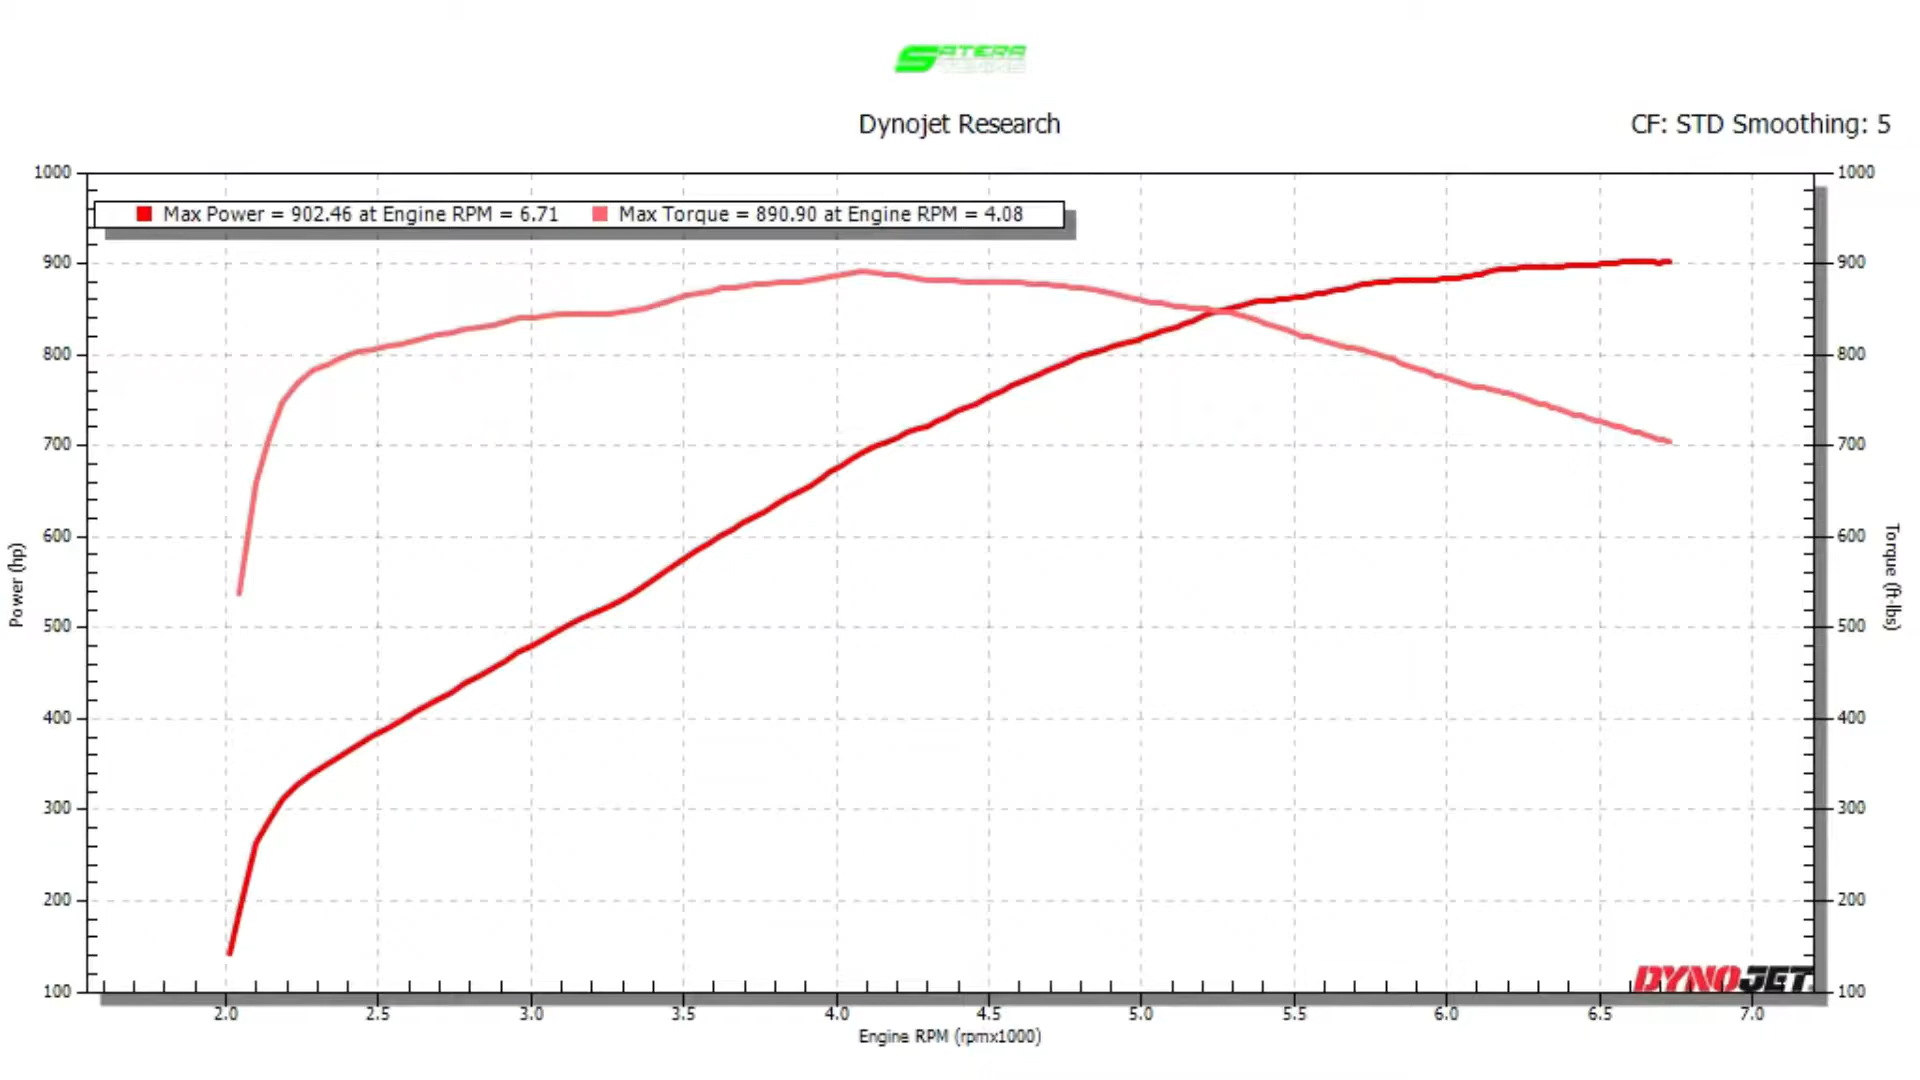 SATERA
Dynojet Research
CF: STD Smoothing: 5
Max Power = 902.46 at Engine RPM = 6.71
Max Torque = 890.90 at Engine RPM = 4.08
1000
900
800
700
600
500
400
300
200
100
Power (hp)
1000
900
800
700
600
500
400
300
200
100
Torque (ft-lbs)
DYNOJET
2.0 2.5 3.0 3.5 4.0 4.5 5.0 5.5 6.0 6.5 7.0
Engine RPM (rpmx1000)